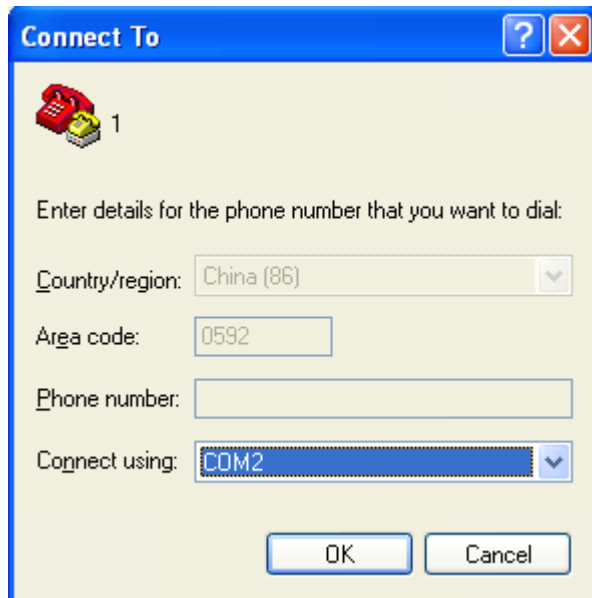 Connect To
1
Enter details for the phone number that you want to dial:
Country/region: China (86)
Area code: 0592
Phone number:
Connect using: COM2
OK Cancel